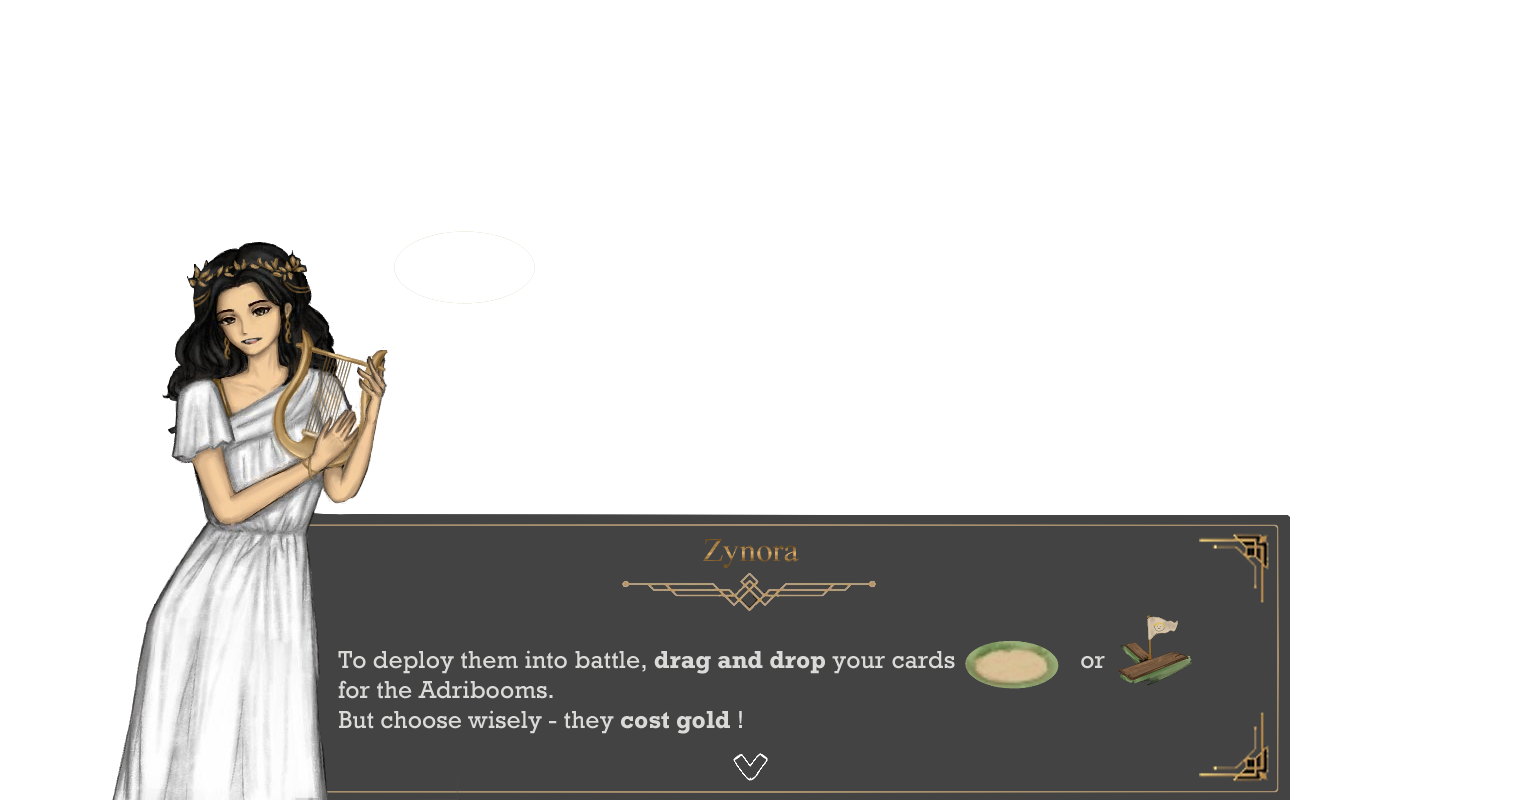 Zynora
To deploy them into battle, drag and drop your cards or
for the Adribooms.
But choose wisely - they cost gold !